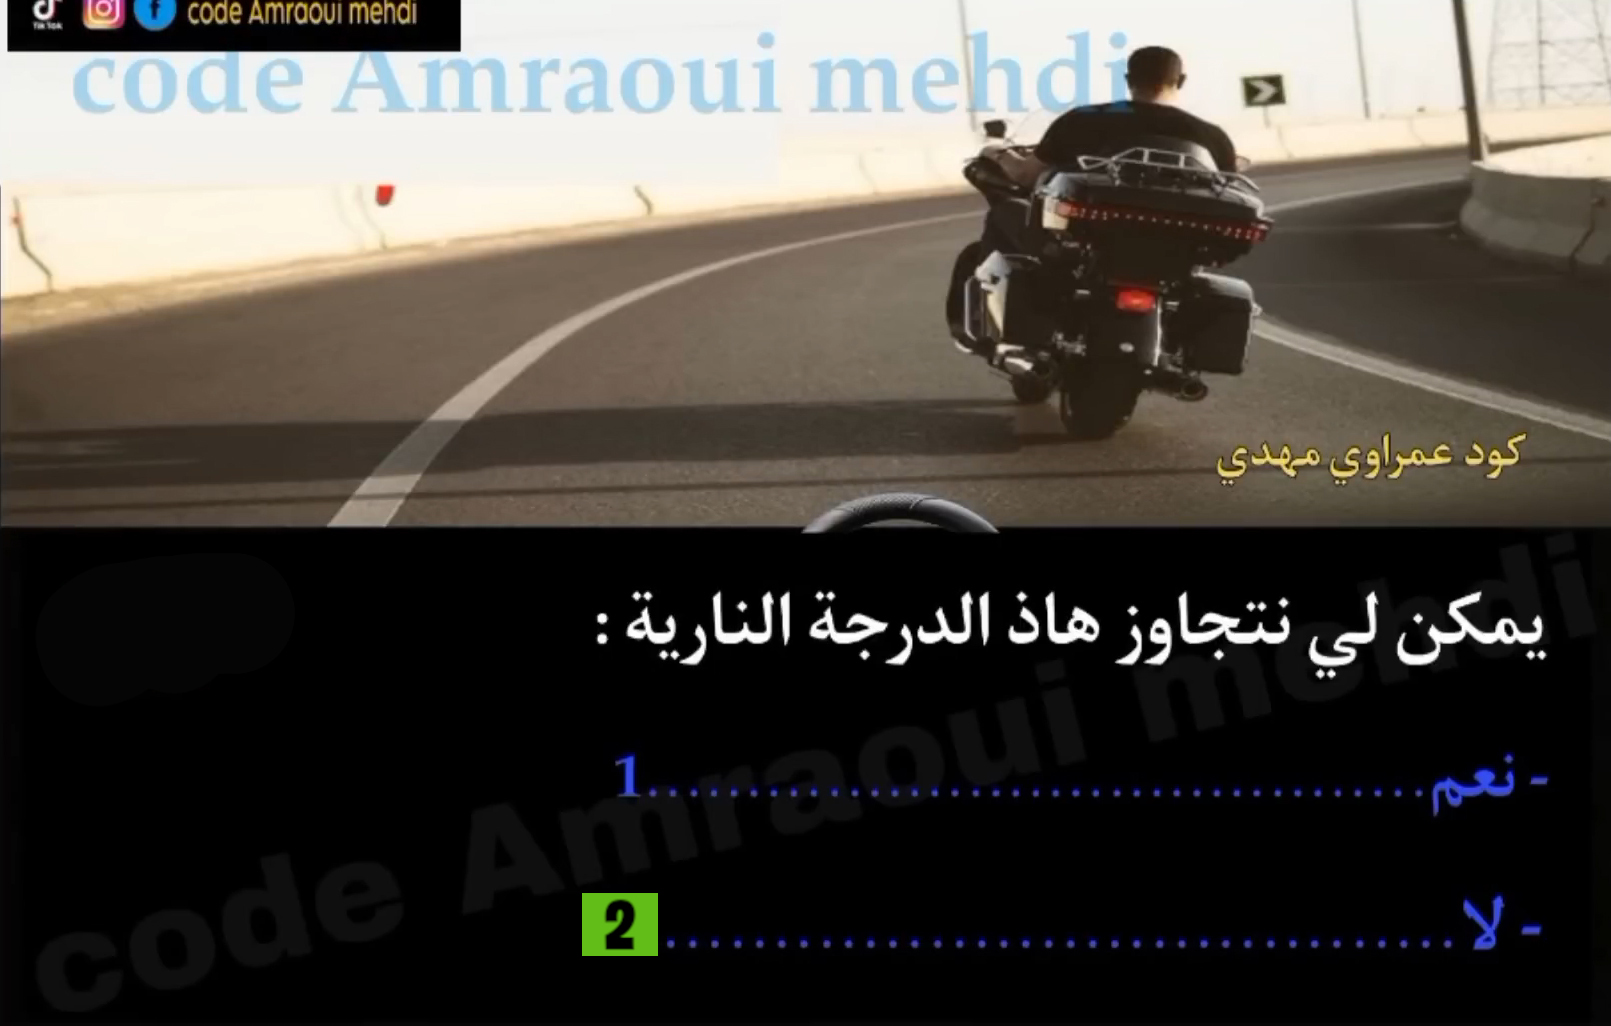 code Amraoui mehdi
code Amraoui mehdi
كود عمراوي مهدي
يمكن لي نتجاوز هاذ الدرجة النارية :
- نعم.....................................1
- لا.....................................2
code Amraoui mehdi